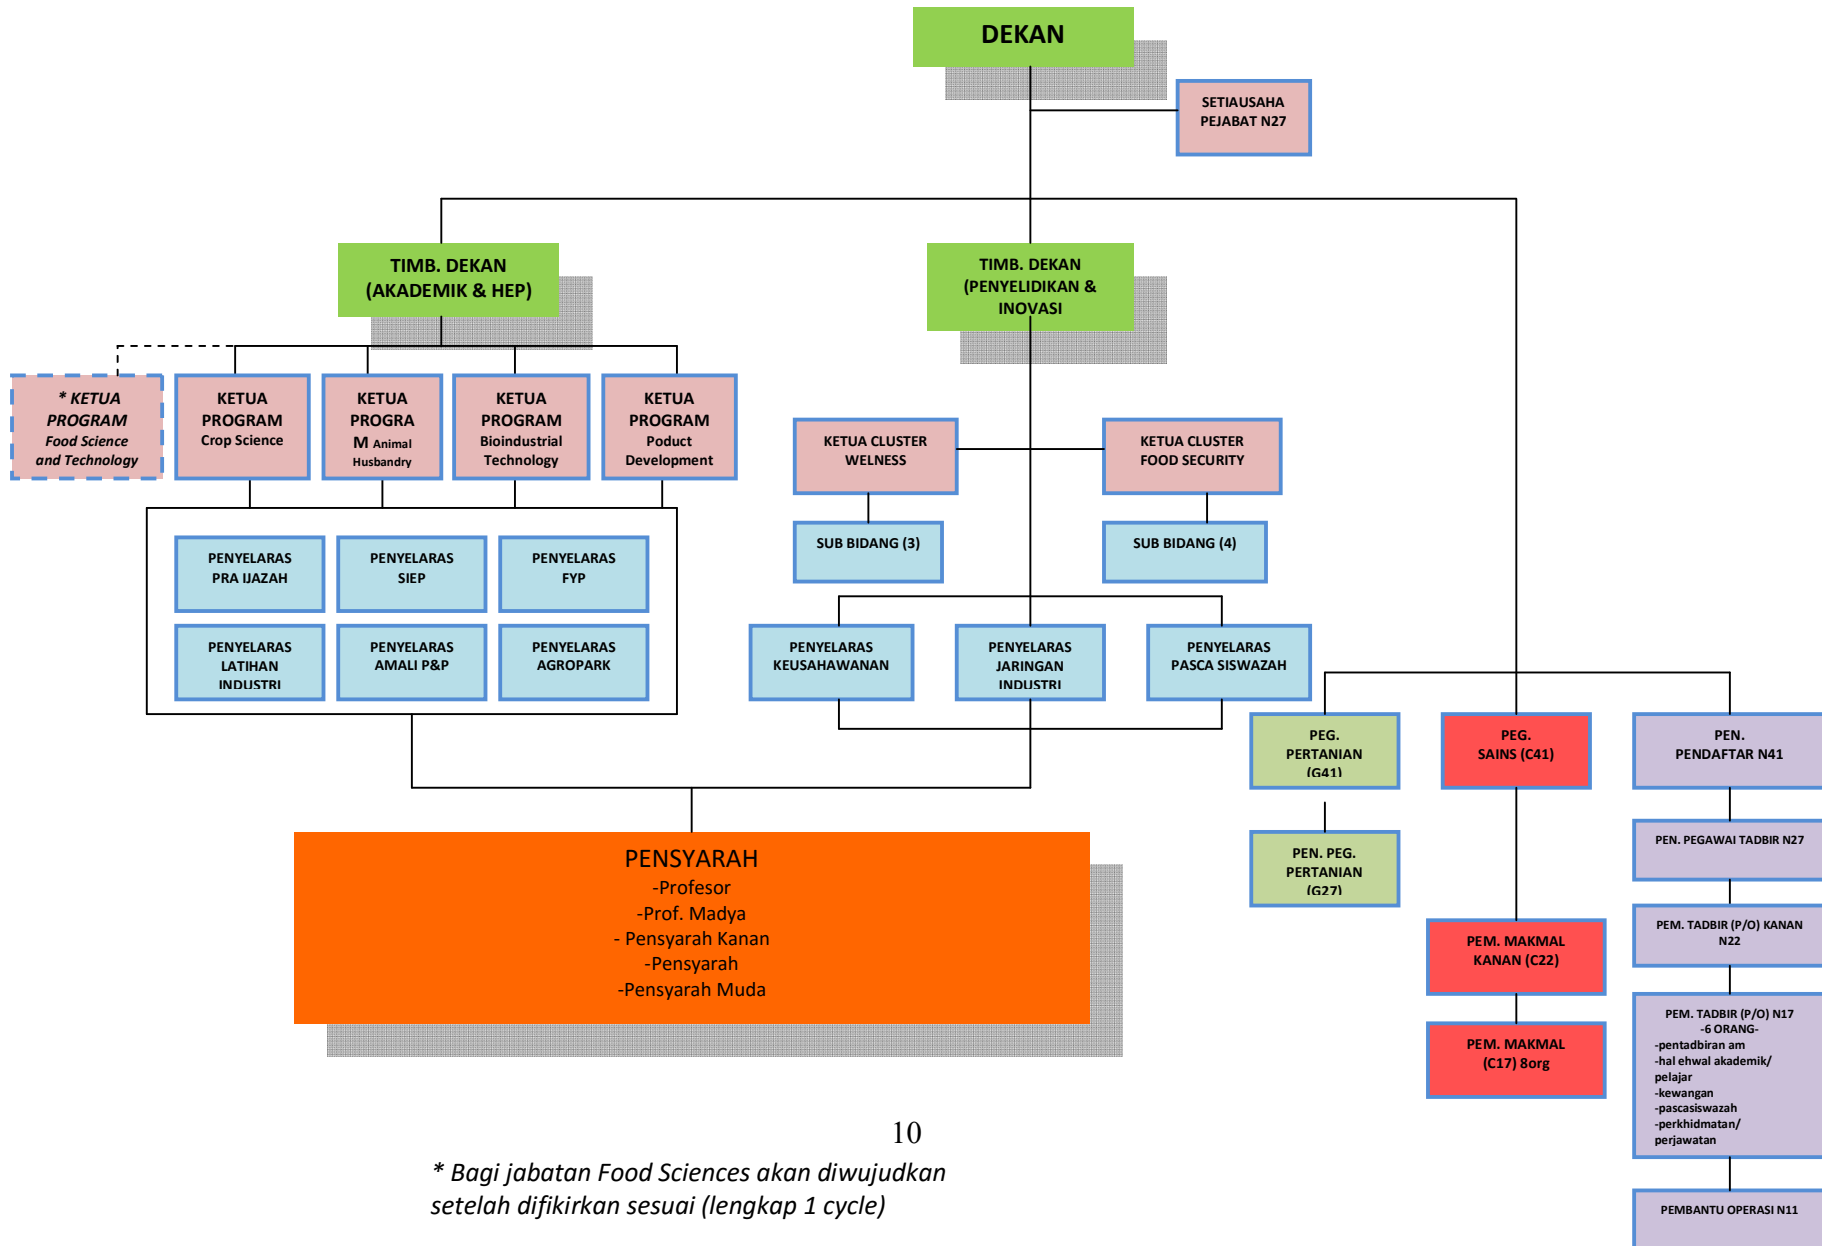 DEKAN
SETIAUSAHA
PEJABAT N27
TIMB. DEKAN
(AKADEMIK & HEP)
TIMB. DEKAN
(PENYELIDIKAN &
INOVASI
* KETUA
PROGRAM
Food Science
and Technology
KETUA
PROGRAM
Crop Science
KETUA
PROGRA
M Animal
Husbandry
KETUA
PROGRAM
Bioindustrial
Technology
KETUA
PROGRAM
Poduct
Development
KETUA CLUSTER
WELNESS
KETUA CLUSTER
FOOD SECURITY
SUB BIDANG (3)
SUB BIDANG (4)
PENYELARAS
PRA IJAZAH
PENYELARAS
SIEP
PENYELARAS
FYP
PENYELARAS
LATIHAN
INDUSTRI
PENYELARAS
AMALI P&P
PENYELARAS
AGROPARK
PENYELARAS
KEUSAHAWANAN
PENYELARAS
JARINGAN
INDUSTRI
PENYELARAS
PASCA SISWAZAH
PEG.
PERTANIAN
(G41)
PEG.
SAINS (C41)
PEN.
PENDAFTAR N41
PEN. PEG.
PERTANIAN
(G27)
PEN. PEGAWAI TADBIR N27
PEM. TADBIR (P/O) KANAN
N22
PEM. MAKMAL
KANAN (C22)
PEM. MAKMAL
(C17) 8org
PEM. TADBIR (P/O) N17
-6 ORANG-
-pentadbiran am
-hal ehwal akademik/
pelajar
-kewangan
-pascasiswazah
-perkhidmatan/
perjawatan
PEMBANTU OPERASI N11
PENSYARAH
-Profesor
-Prof. Madya
- Pensyarah Kanan
-Pensyarah
-Pensyarah Muda
10
* Bagi jabatan Food Sciences akan diwujudkan
setelah difikirkan sesuai (lengkap 1 cycle)